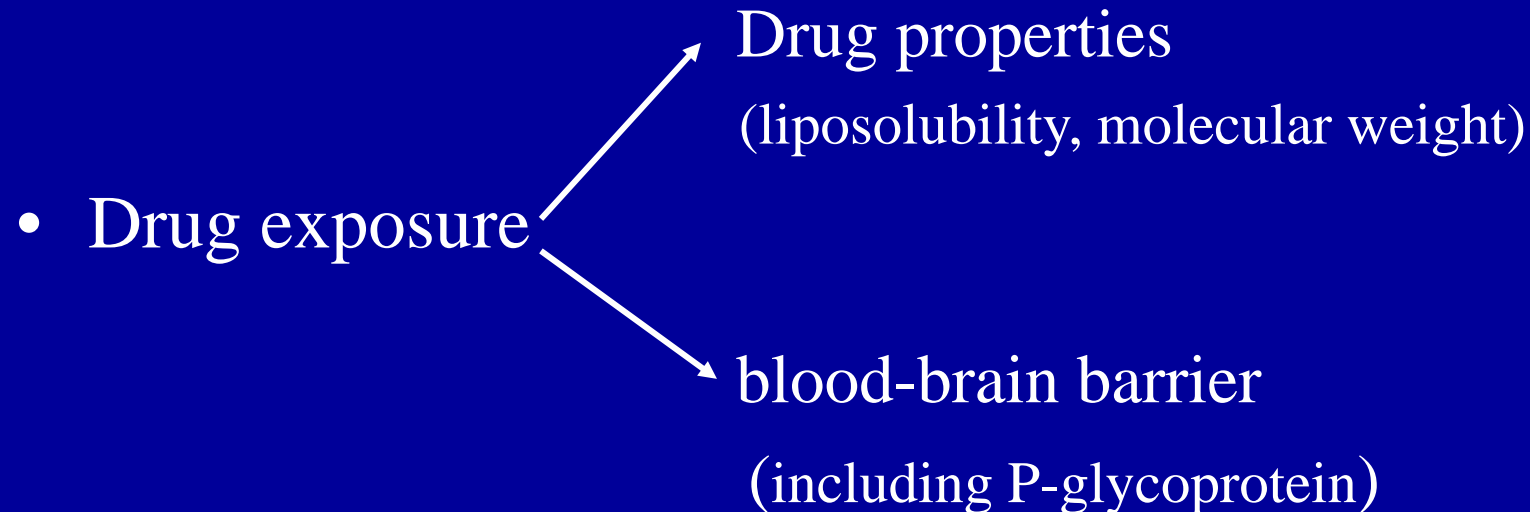 Drug properties
(liposolubility, molecular weight)
• Drug exposure
blood-brain barrier
(including P-glycoprotein)